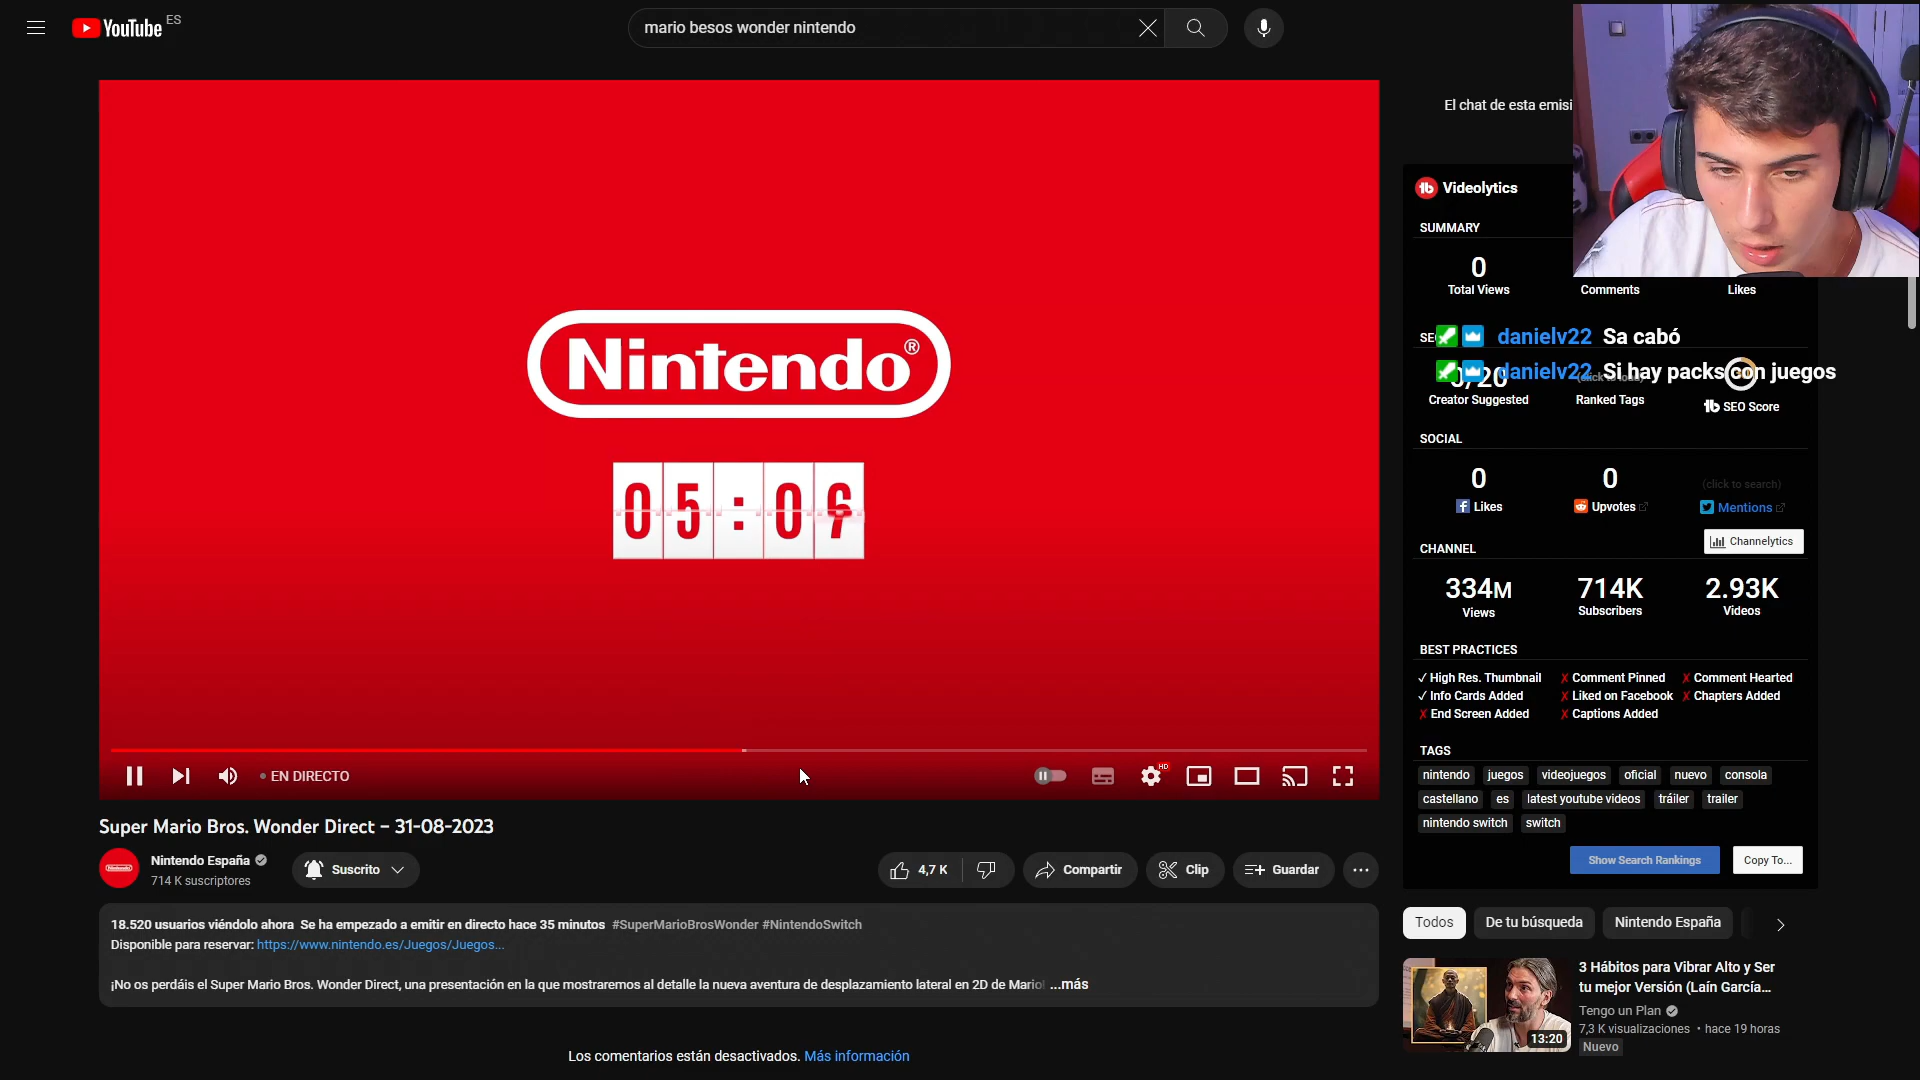 YouTube ES
mario besos wonder nintendo
Nintendo®
05:0
EN DIRECTO
HD
Super Mario Bros. Wonder Direct – 31-08-2023
Nintendo España
714 K suscriptores
Suscrito
4,7 K
Compartir
Clip
Guardar
18.520 usuarios viéndolo ahora Se ha empezado a emitir en directo hace 35 minutos #SuperMarioBrosWonder #NintendoSwitch
Disponible para reservar: https://www.nintendo.es/Juegos/Juegos...
¡No os perdáis el Super Mario Bros. Wonder Direct, una presentación en la que mostraremos al detalle la nueva aventura de desplazamiento lateral en 2D de Mario! ...más
Los comentarios están desactivados. Más información
El chat de esta emisi
Videolytics
SUMMARY
0
Total Views
Comments
Likes
danielv22 Sa cabó
danielv22 Si hay packs con juegos
/20
Creator Suggested
Ranked Tags
SEO Score
SOCIAL
0
Likes
0
Upvotes
(click to search)
Mentions
Channelytics
CHANNEL
334M
Views
714K
Subscribers
2.93K
Videos
BEST PRACTICES
✓ High Res. Thumbnail ✗ Comment Pinned ✗ Comment Hearted
✓ Info Cards Added ✗ Liked on Facebook ✗ Chapters Added
✗ End Screen Added ✗ Captions Added
TAGS
nintendo juegos videojuegos oficial nuevo consola
castellano es latest youtube videos tráiler trailer
nintendo switch switch
Show Search Rankings
Copy To...
Todos
De tu búsqueda
Nintendo España
13:20
3 Hábitos para Vibrar Alto y Ser
tu mejor Versión (Laín García...
Tengo un Plan
7,3 K visualizaciones • hace 19 horas
Nuevo